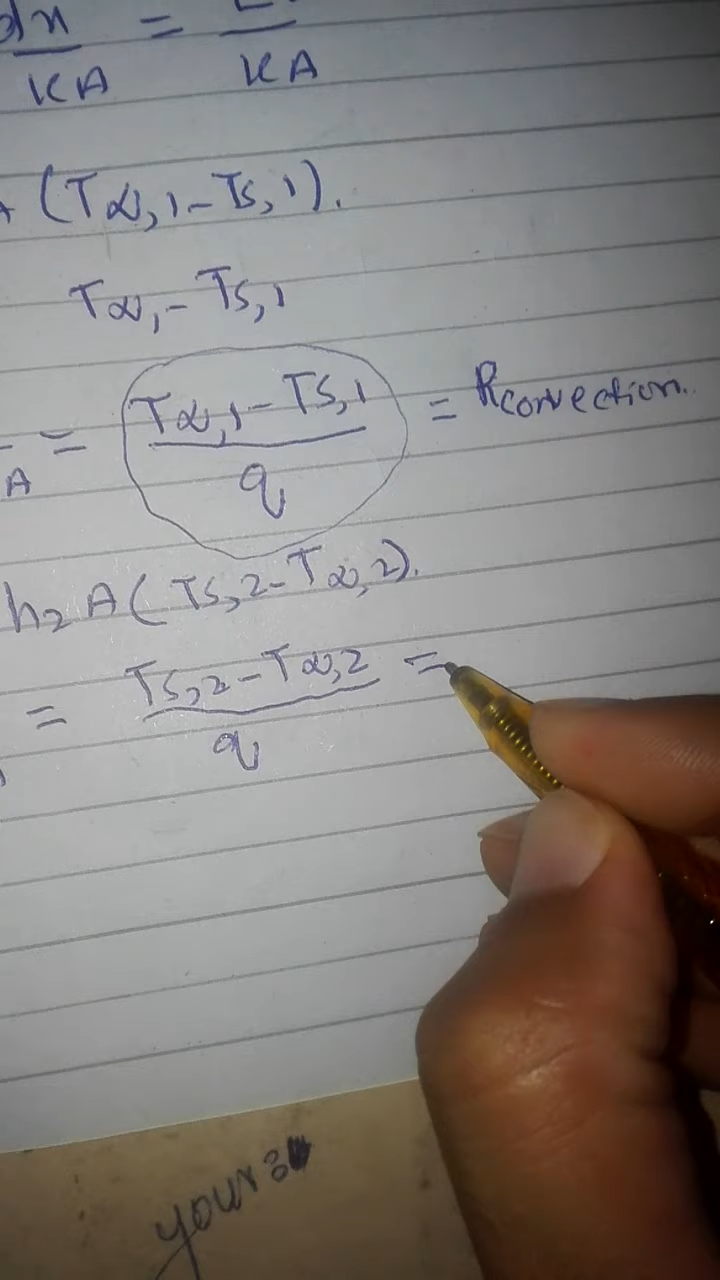 dx/KA = /KA
A (T∞,1 - Ts,1).
T∞, - Ts,1
/A = T∞,1 - Ts,1/q = Rconvection.
h2 A ( Ts,2 - T∞,2).
= Ts,2 - T∞,2/q =
yours